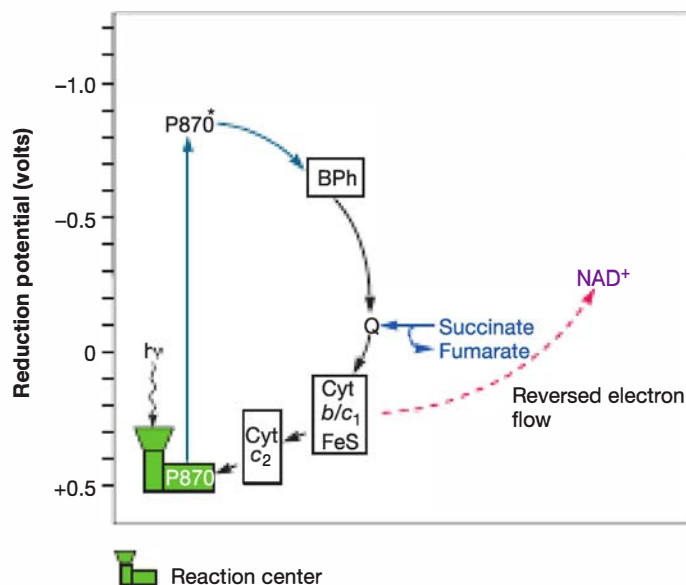 Reduction potential (volts)
–1.0
–0.5
0
+0.5
P870*
BPh
NAD+
Q
Succinate
Fumarate
hν
Cyt
b/c1
FeS
Reversed electron
flow
Cyt
c2
P870
Reaction center